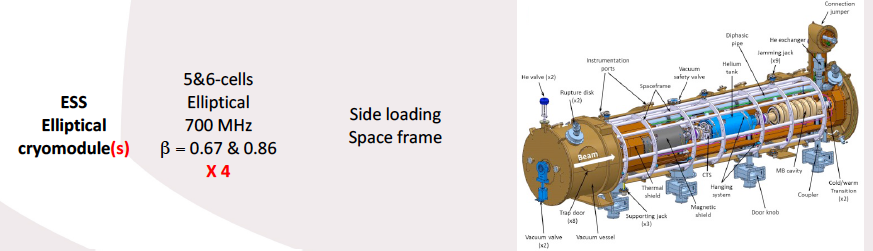 ESS
Elliptical
cryomodule(s)
5&6-cells
Elliptical
700 MHz
β = 0.67 & 0.86
X 4
Side loading
Space frame
Connection
jumper
Diphasic
pipe
He exchanger
Jamming jack
(x9)
Instrumentation
ports
Vacuum
safety valve
Helium
tank
He valve (x2)
Rupture disk
(x2)
Spaceframe
Beam
CTS
MB cavity
Cold/warm
Transition
(x2)
Thermal
shield
Hanging
system
Coupler
Magnetic
shield
Door knob
Trap door
(x8)
Supporting jack
(x3)
Vacuum valve
(x2)
Vacuum vessel